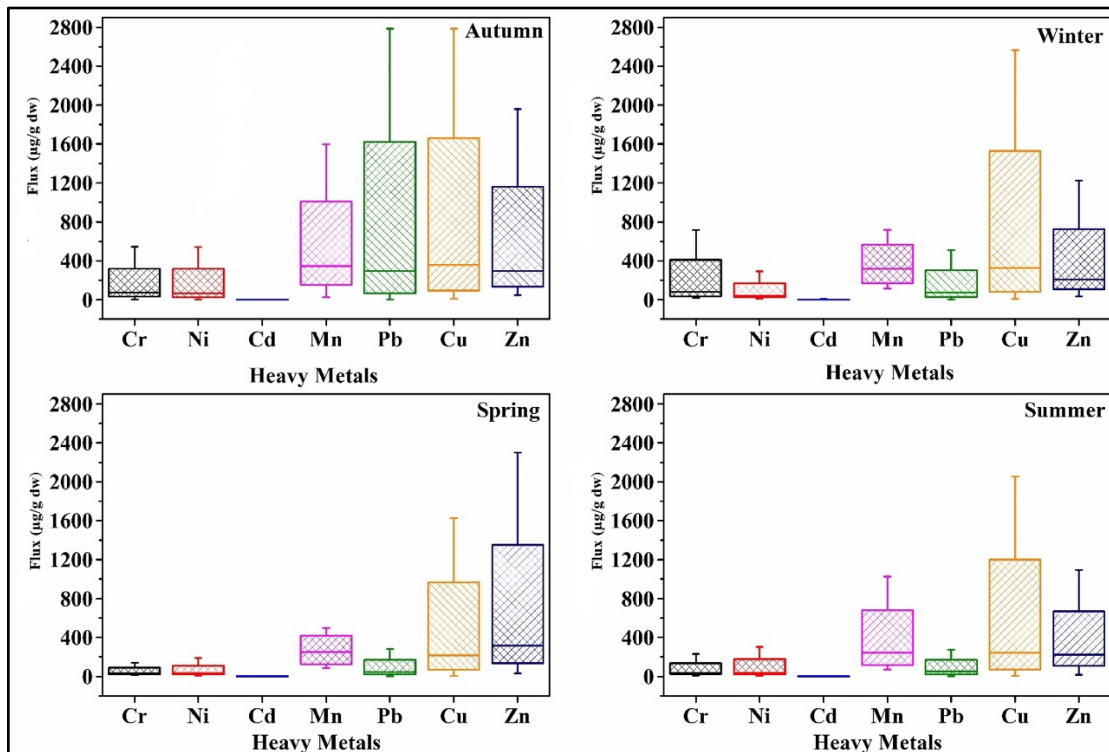 Autumn
2800
2400
2000
1600
1200
800
400
0
Flux (µg/g dw)
Cr Ni Cd Mn Pb Cu Zn
Heavy Metals
Winter
2800
2400
2000
1600
1200
800
400
0
Flux (µg/g dw)
Cr Ni Cd Mn Pb Cu Zn
Heavy Metals
Spring
2800
2400
2000
1600
1200
800
400
0
Flux (µg/g dw)
Cr Ni Cd Mn Pb Cu Zn
Heavy Metals
Summer
2800
2400
2000
1600
1200
800
400
0
Flux (µg/g dw)
Cr Ni Cd Mn Pb Cu Zn
Heavy Metals